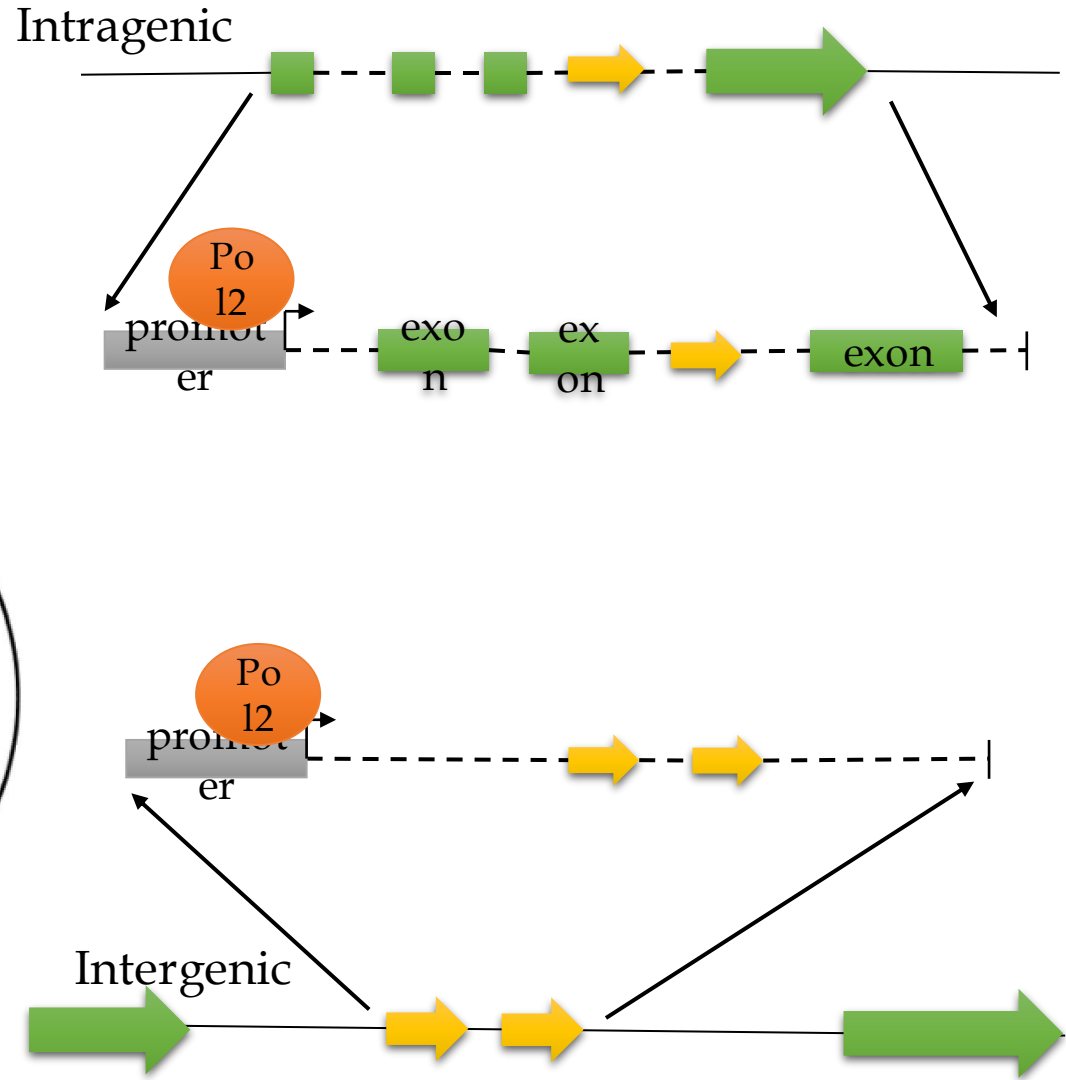 Intragenic
Po
l2
promot
er
exo
n
ex
on
exon
Po
l2
promot
er
Intergenic